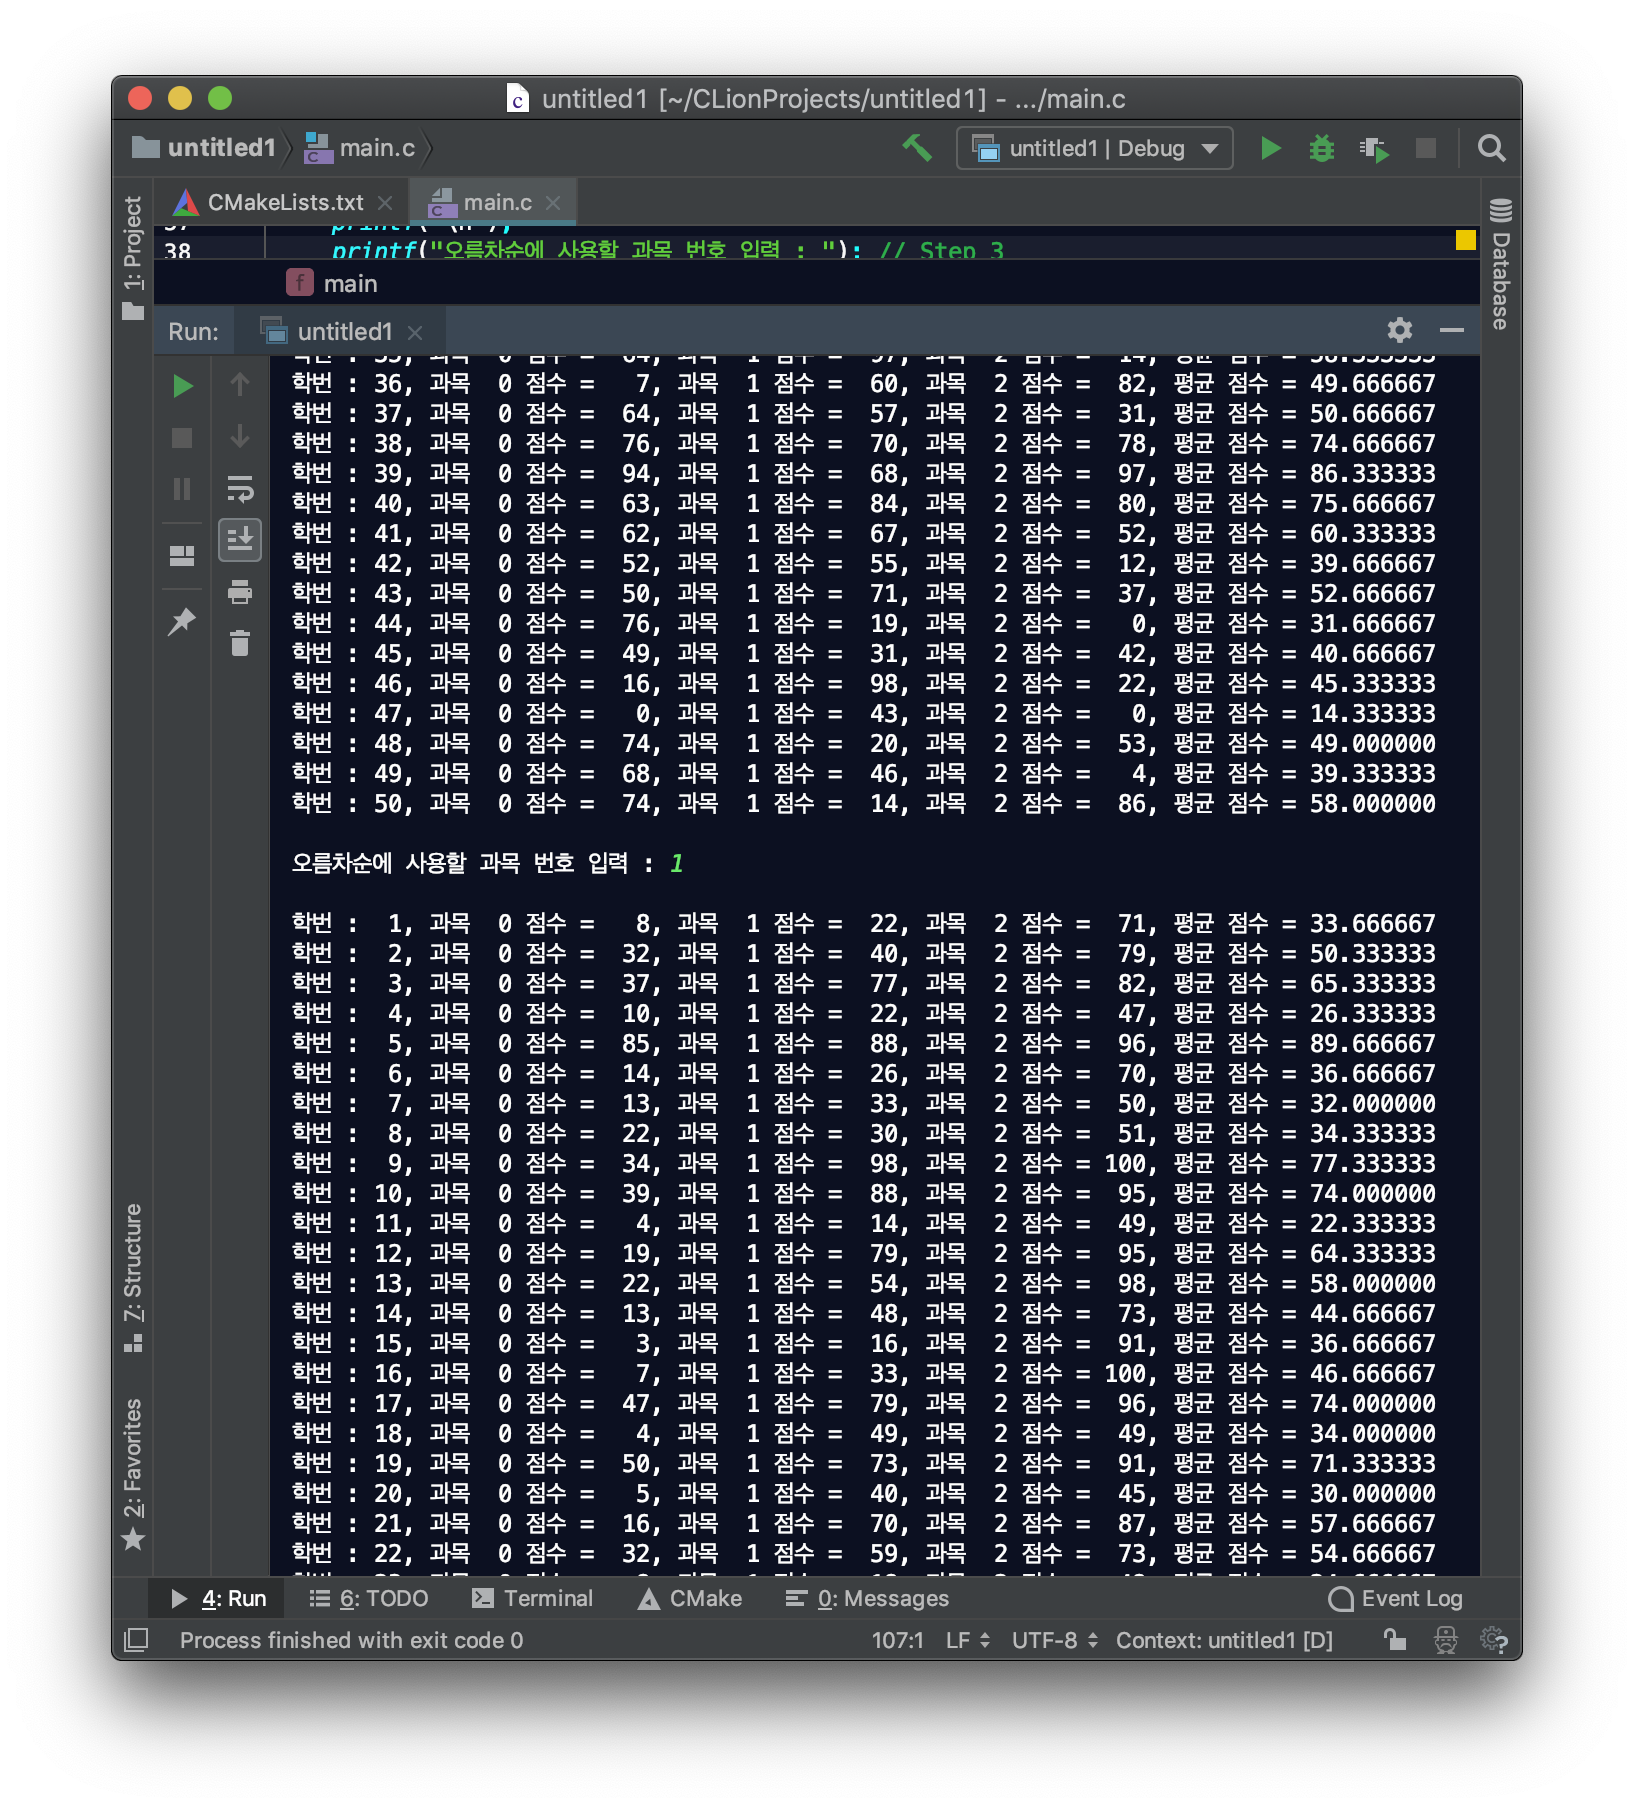 untitled1 [~/CLionProjects/untitled1] - .../main.c
untitled1 main.c untitled1 | Debug
CMakeLists.txt main.c
1: Project
Database
37 printf("\n");
38 printf("오름차순에 사용할 과목 번호 입력 : "); // Step 3
f main
Run: untitled1
학번 : 36, 과목  0 점수 =   7, 과목  1 점수 =  60, 과목  2 점수 =  82, 평균 점수 = 49.666667
학번 : 37, 과목  0 점수 =  64, 과목  1 점수 =  57, 과목  2 점수 =  31, 평균 점수 = 50.666667
학번 : 38, 과목  0 점수 =  76, 과목  1 점수 =  70, 과목  2 점수 =  78, 평균 점수 = 74.666667
학번 : 39, 과목  0 점수 =  94, 과목  1 점수 =  68, 과목  2 점수 =  97, 평균 점수 = 86.333333
학번 : 40, 과목  0 점수 =  63, 과목  1 점수 =  84, 과목  2 점수 =  80, 평균 점수 = 75.666667
학번 : 41, 과목  0 점수 =  62, 과목  1 점수 =  67, 과목  2 점수 =  52, 평균 점수 = 60.333333
학번 : 42, 과목  0 점수 =  52, 과목  1 점수 =  55, 과목  2 점수 =  12, 평균 점수 = 39.666667
학번 : 43, 과목  0 점수 =  50, 과목  1 점수 =  71, 과목  2 점수 =  37, 평균 점수 = 52.666667
학번 : 44, 과목  0 점수 =  76, 과목  1 점수 =  19, 과목  2 점수 =   0, 평균 점수 = 31.666667
학번 : 45, 과목  0 점수 =  49, 과목  1 점수 =  31, 과목  2 점수 =  42, 평균 점수 = 40.666667
학번 : 46, 과목  0 점수 =  16, 과목  1 점수 =  98, 과목  2 점수 =  22, 평균 점수 = 45.333333
학번 : 47, 과목  0 점수 =   0, 과목  1 점수 =  43, 과목  2 점수 =   0, 평균 점수 = 14.333333
학번 : 48, 과목  0 점수 =  74, 과목  1 점수 =  20, 과목  2 점수 =  53, 평균 점수 = 49.000000
학번 : 49, 과목  0 점수 =  68, 과목  1 점수 =  46, 과목  2 점수 =   4, 평균 점수 = 39.333333
학번 : 50, 과목  0 점수 =  74, 과목  1 점수 =  14, 과목  2 점수 =  86, 평균 점수 = 58.000000
오름차순에 사용할 과목 번호 입력 : 1
학번 :  1, 과목  0 점수 =   8, 과목  1 점수 =  22, 과목  2 점수 =  71, 평균 점수 = 33.666667
학번 :  2, 과목  0 점수 =  32, 과목  1 점수 =  40, 과목  2 점수 =  79, 평균 점수 = 50.333333
학번 :  3, 과목  0 점수 =  37, 과목  1 점수 =  77, 과목  2 점수 =  82, 평균 점수 = 65.333333
학번 :  4, 과목  0 점수 =  10, 과목  1 점수 =  22, 과목  2 점수 =  47, 평균 점수 = 26.333333
학번 :  5, 과목  0 점수 =  85, 과목  1 점수 =  88, 과목  2 점수 =  96, 평균 점수 = 89.666667
학번 :  6, 과목  0 점수 =  14, 과목  1 점수 =  26, 과목  2 점수 =  70, 평균 점수 = 36.666667
학번 :  7, 과목  0 점수 =  13, 과목  1 점수 =  33, 과목  2 점수 =  50, 평균 점수 = 32.000000
학번 :  8, 과목  0 점수 =  22, 과목  1 점수 =  30, 과목  2 점수 =  51, 평균 점수 = 34.333333
학번 :  9, 과목  0 점수 =  34, 과목  1 점수 =  98, 과목  2 점수 = 100, 평균 점수 = 77.333333
학번 : 10, 과목  0 점수 =  39, 과목  1 점수 =  88, 과목  2 점수 =  95, 평균 점수 = 74.000000
학번 : 11, 과목  0 점수 =   4, 과목  1 점수 =  14, 과목  2 점수 =  49, 평균 점수 = 22.333333
학번 : 12, 과목  0 점수 =  19, 과목  1 점수 =  79, 과목  2 점수 =  95, 평균 점수 = 64.333333
학번 : 13, 과목  0 점수 =  22, 과목  1 점수 =  54, 과목  2 점수 =  98, 평균 점수 = 58.000000
학번 : 14, 과목  0 점수 =  13, 과목  1 점수 =  48, 과목  2 점수 =  73, 평균 점수 = 44.666667
학번 : 15, 과목  0 점수 =   3, 과목  1 점수 =  16, 과목  2 점수 =  91, 평균 점수 = 36.666667
학번 : 16, 과목  0 점수 =   7, 과목  1 점수 =  33, 과목  2 점수 = 100, 평균 점수 = 46.666667
학번 : 17, 과목  0 점수 =  47, 과목  1 점수 =  79, 과목  2 점수 =  96, 평균 점수 = 74.000000
학번 : 18, 과목  0 점수 =   4, 과목  1 점수 =  49, 과목  2 점수 =  49, 평균 점수 = 34.000000
학번 : 19, 과목  0 점수 =  50, 과목  1 점수 =  73, 과목  2 점수 =  91, 평균 점수 = 71.333333
학번 : 20, 과목  0 점수 =   5, 과목  1 점수 =  40, 과목  2 점수 =  45, 평균 점수 = 30.000000
학번 : 21, 과목  0 점수 =  16, 과목  1 점수 =  70, 과목  2 점수 =  87, 평균 점수 = 57.666667
학번 : 22, 과목  0 점수 =  32, 과목  1 점수 =  59, 과목  2 점수 =  73, 평균 점수 = 54.666667
7: Structure
2: Favorites
4: Run 6: TODO Terminal CMake 0: Messages Event Log
Process finished with exit code 0 107:1 LF UTF-8 Context: untitled1 [D]